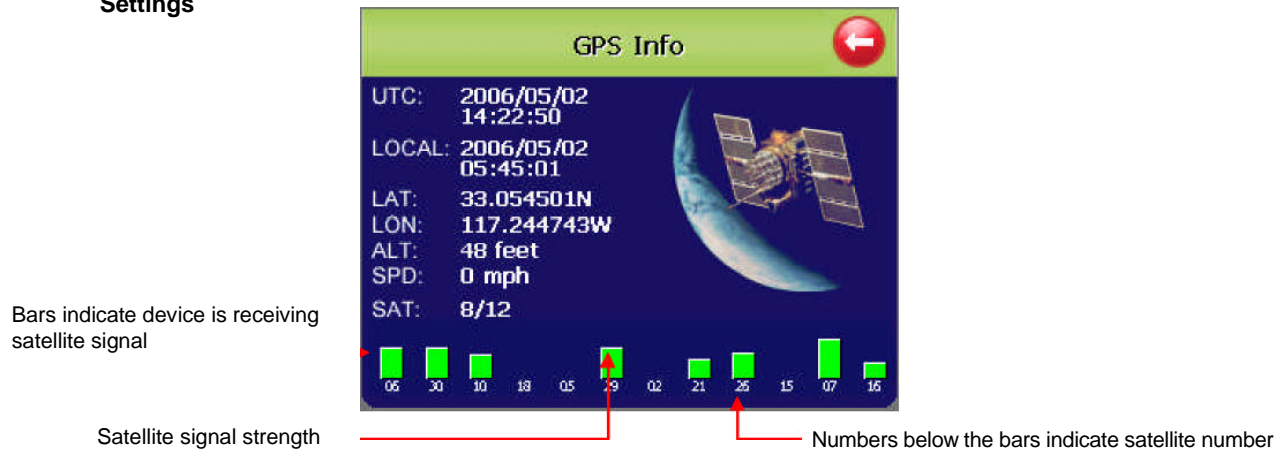 Settings
GPS Info
UTC: 2006/05/02
14:22:50
LOCAL: 2006/05/02
05:45:01
LAT: 33.054501N
LON: 117.244743W
ALT: 48 feet
SPD: 0 mph
SAT: 8/12
Bars indicate device is receiving
satellite signal
06 30 10 18 05 29 02 21 26 15 07 16
Satellite signal strength
Numbers below the bars indicate satellite number